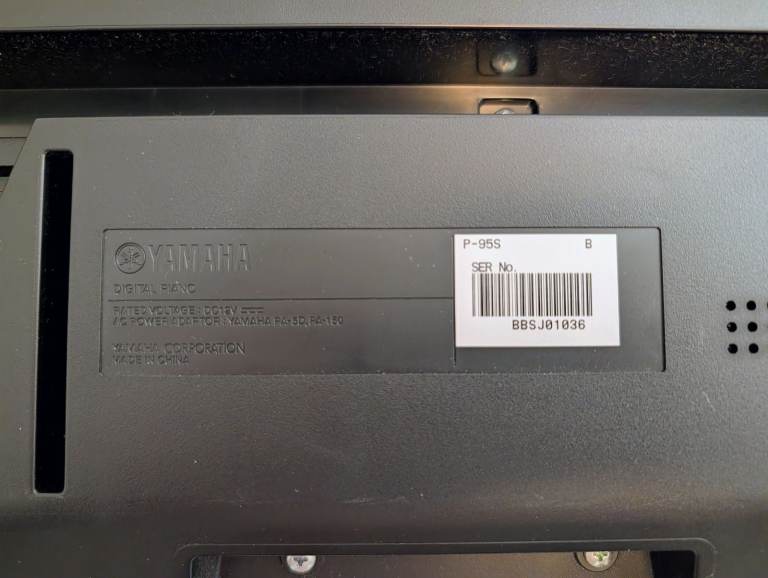 YAMAHA
DIGITAL PIANO
RATED VOLTAGE : DC12V
AC POWER ADAPTOR : YAMAHA PA-5D, PA-150
YAMAHA CORPORATION
MADE IN CHINA
P-95S B
SER No.
BBSJ01036